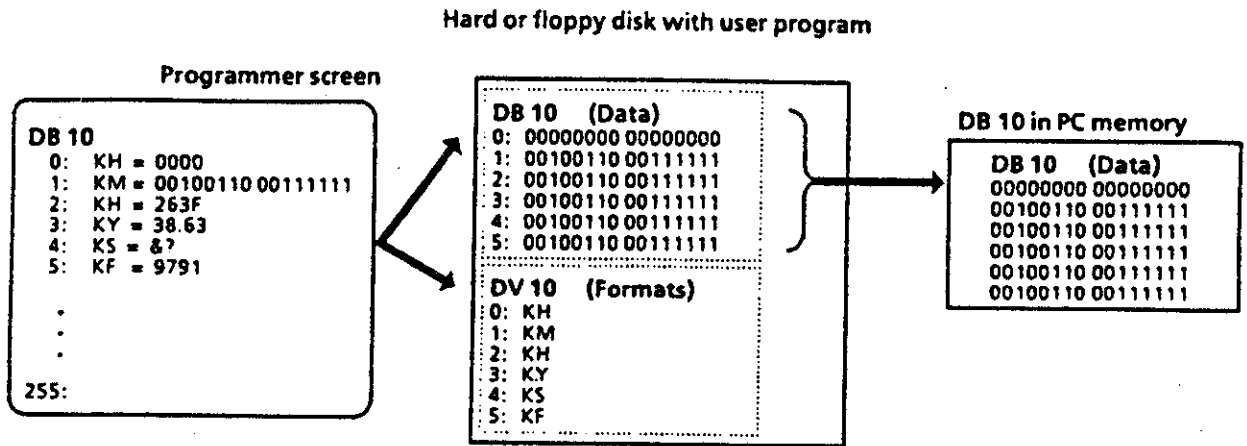 Hard or floppy disk with user program
Programmer screen
DB 10
0: KH = 0000
1: KM = 00100110 00111111
2: KH = 263F
3: KY = 38.63
4: KS = &?
5: KF = 9791
.
.
.
255:
DB 10 (Data)
0: 00000000 00000000
1: 00100110 00111111
2: 00100110 00111111
3: 00100110 00111111
4: 00100110 00111111
5: 00100110 00111111
DV 10 (Formats)
0: KH
1: KM
2: KH
3: KY
4: KS
5: KF
DB 10 in PC memory
DB 10 (Data)
00000000 00000000
00100110 00111111
00100110 00111111
00100110 00111111
00100110 00111111
00100110 00111111